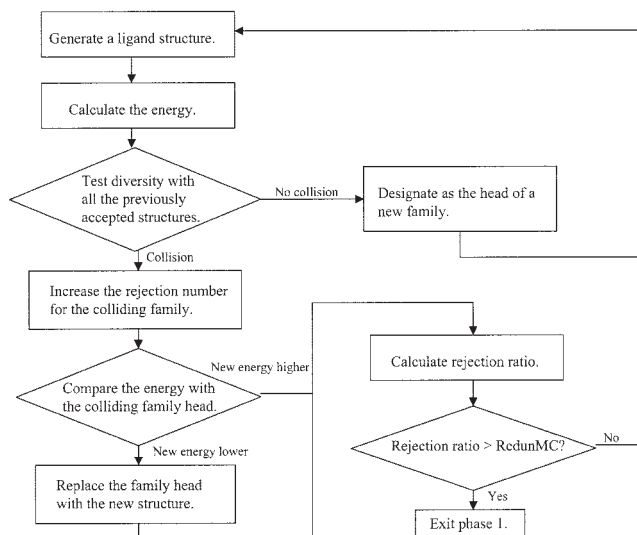 Generate a ligand structure.
Calculate the energy.
Test diversity with
all the previously
accepted structures.
No collision
Designate as the head of a
new family.
Collision
Increase the rejection number
for the colliding family.
New energy higher
Calculate rejection ratio.
Compare the energy with
the colliding family head.
New energy lower
Rejection ratio > RedunMC?
No
Replace the family head
with the new structure.
Yes
Exit phase 1.